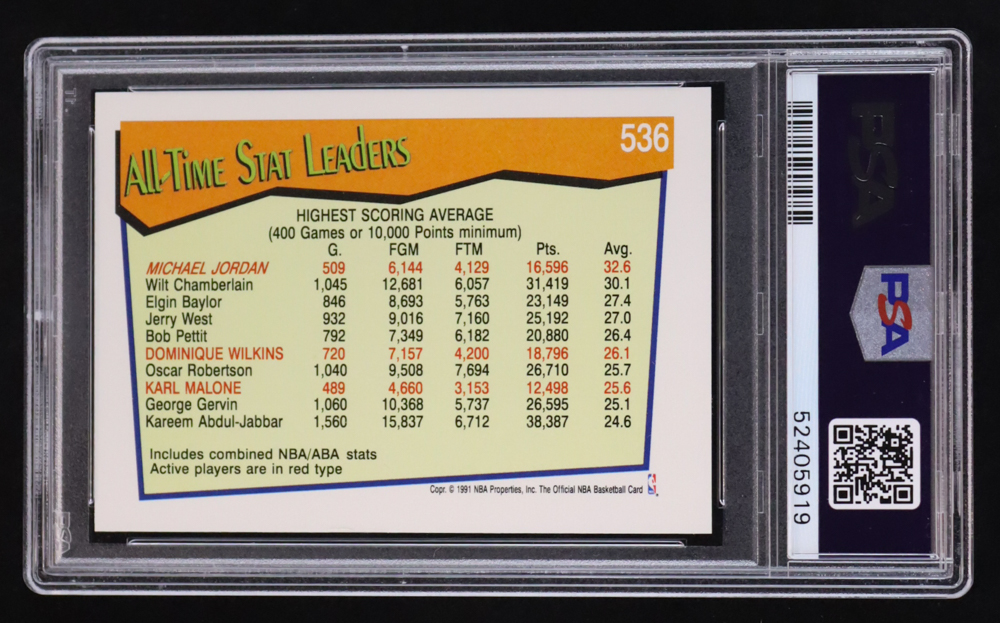 All-Time Stat Leaders
536
HIGHEST SCORING AVERAGE
(400 Games or 10,000 Points minimum)
G. FGM FTM Pts. Avg.
MICHAEL JORDAN 509 6,144 4,129 16,596 32.6
Wilt Chamberlain 1,045 12,681 6,057 31,419 30.1
Elgin Baylor 846 8,693 5,763 23,149 27.4
Jerry West 932 9,016 7,160 25,192 27.0
Bob Pettit 792 7,349 6,182 20,880 26.4
DOMINIQUE WILKINS 720 7,157 4,200 18,796 26.1
Oscar Robertson 1,040 9,508 7,694 26,710 25.7
KARL MALONE 489 4,660 3,153 12,498 25.6
George Gervin 1,060 10,368 5,737 26,595 25.1
Kareem Abdul-Jabbar 1,560 15,837 6,712 38,387 24.6
Includes combined NBA/ABA stats
Active players are in red type
Copr. © 1991 NBA Properties, Inc. The Official NBA Basketball Card
PSA
PSA
52405919